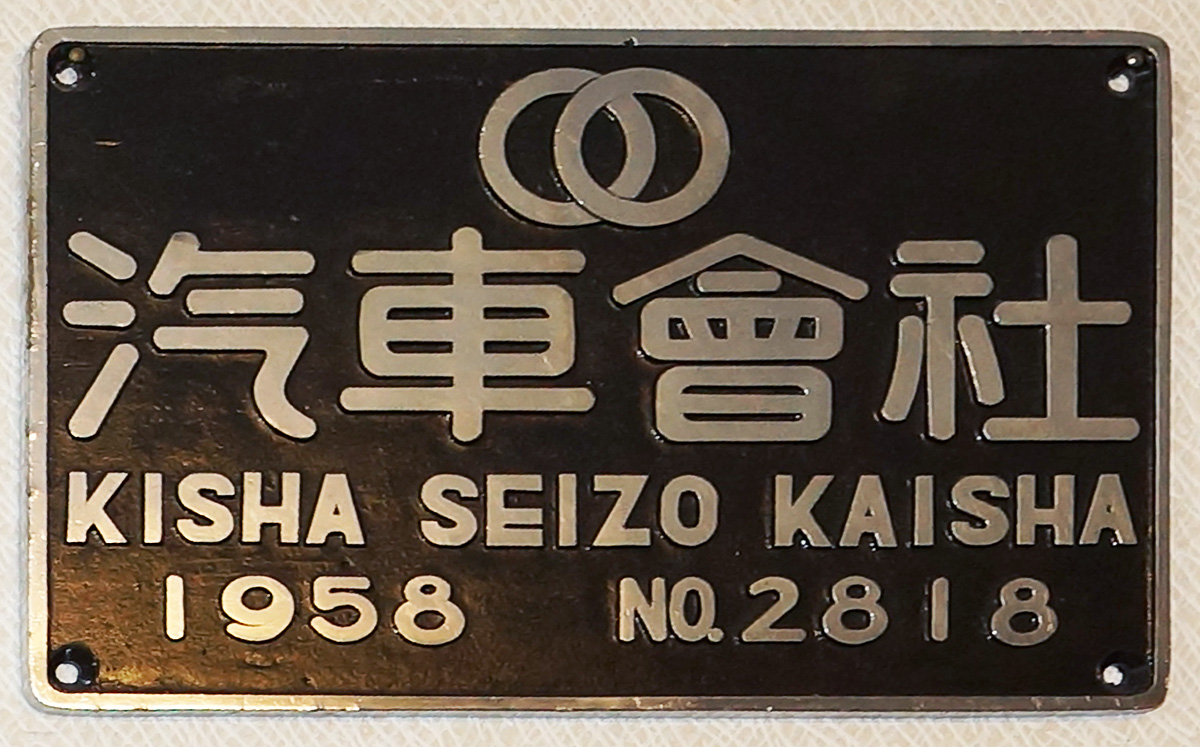 汽車會社
KISHA SEIZO KAISHA
1958 NO.2818